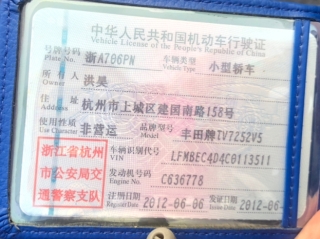 中华人民共和国机动车行驶证
Vehicle License of the People's Republic of China
号牌号码 浙A706PN 车辆类型 小型轿车
Plate No. Vehicle Type
所有人 洪昊
Owner
住址 杭州市上城区建国南路158号
Address
使用性质 非营运 品牌型号 丰田牌TV7252VS
Use Character Model
浙江省杭州 车辆识别代号 LFMBEC4D4C0113511
VIN
市公安局交 发动机号码 C636778
Engine No.
通警察支队 注册日期 2012-06-06 发证日期 2012-06-
Register Date Issue Date